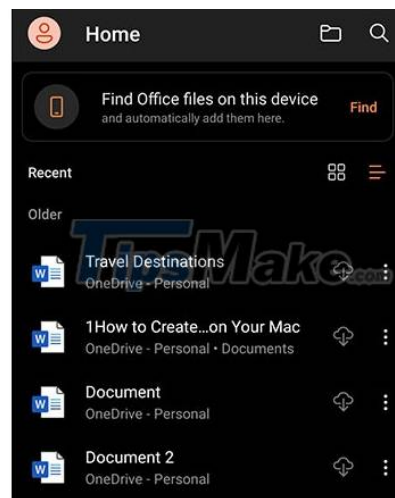 Home
Find Office files on this device
and automatically add them here.
Find
Recent
Older
TipsMake.com
Travel Destinations
OneDrive - Personal
1How to Create...on Your Mac
OneDrive - Personal • Documents
Document
OneDrive - Personal
Document 2
OneDrive - Personal